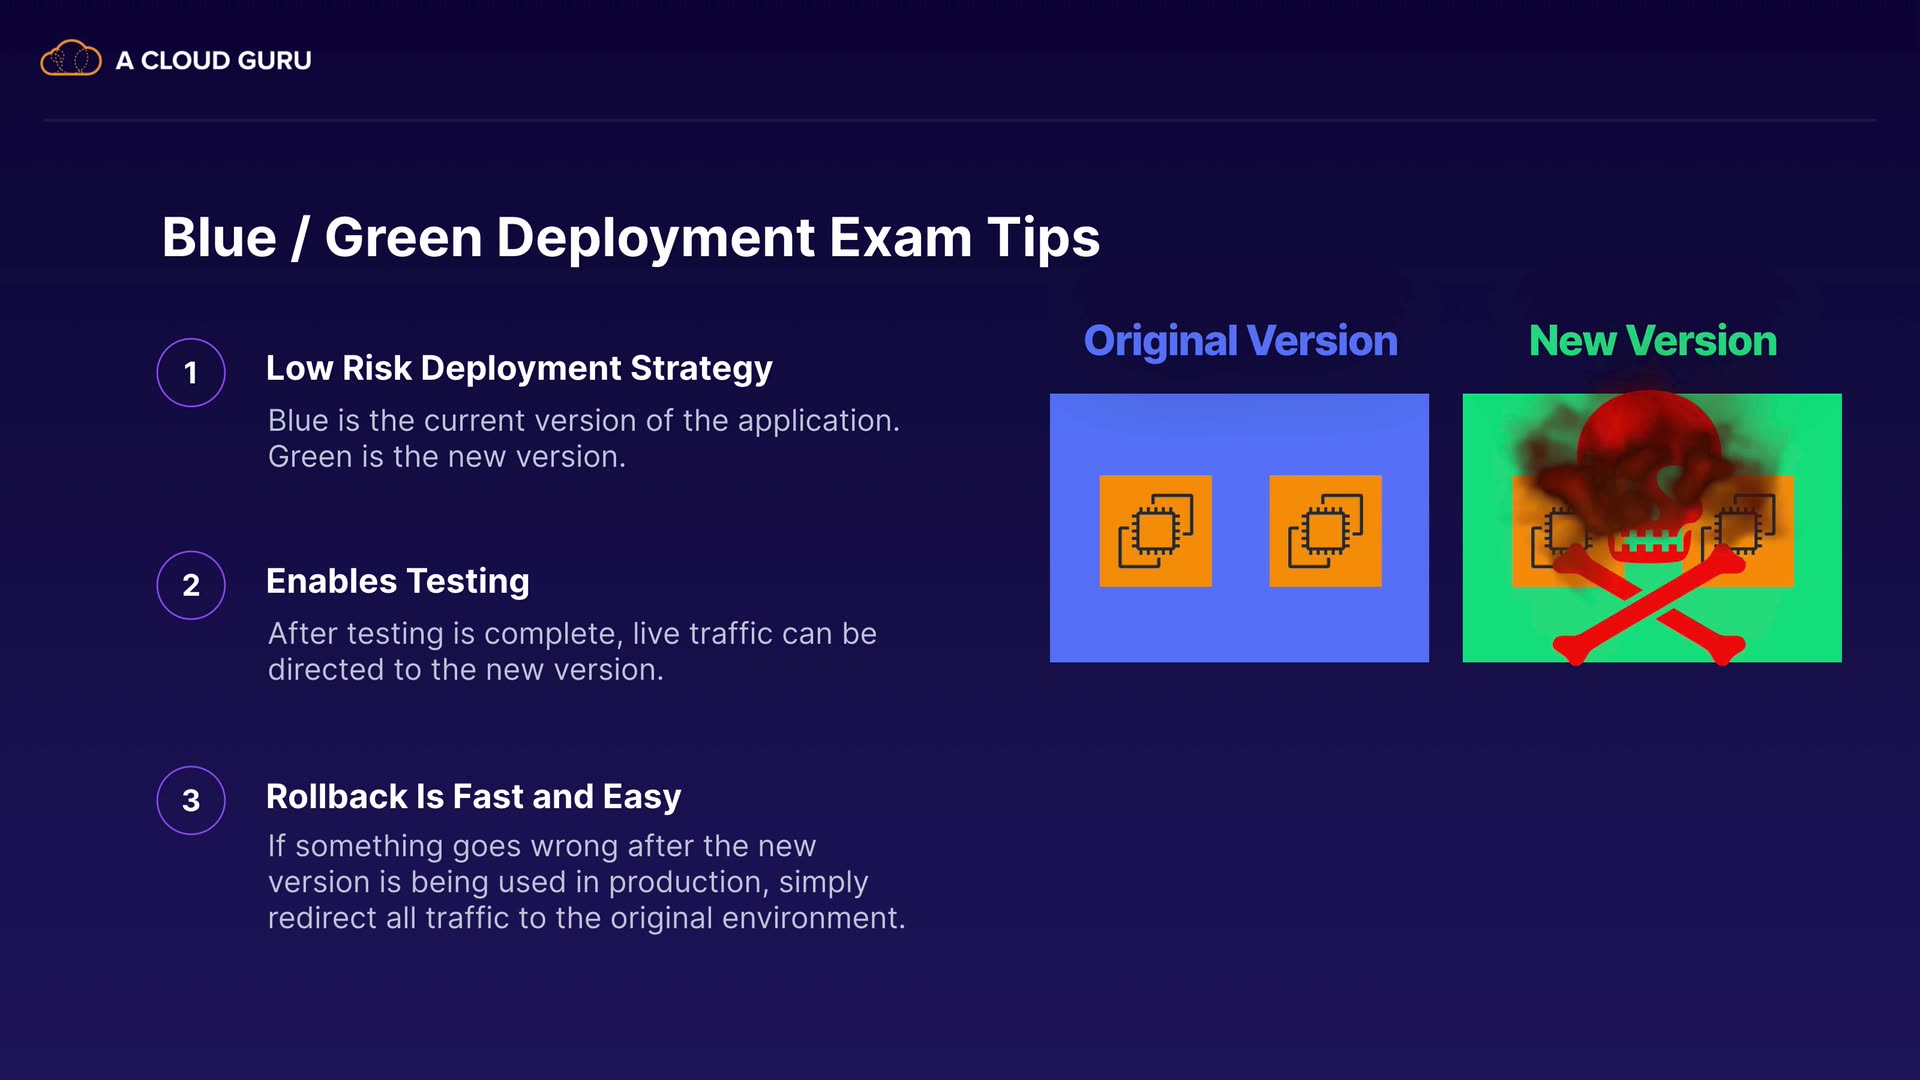 A CLOUD GURU
Blue / Green Deployment Exam Tips
1
Low Risk Deployment Strategy
Blue is the current version of the application.
Green is the new version.
2
Enables Testing
After testing is complete, live traffic can be
directed to the new version.
3
Rollback Is Fast and Easy
If something goes wrong after the new
version is being used in production, simply
redirect all traffic to the original environment.
Original Version
New Version